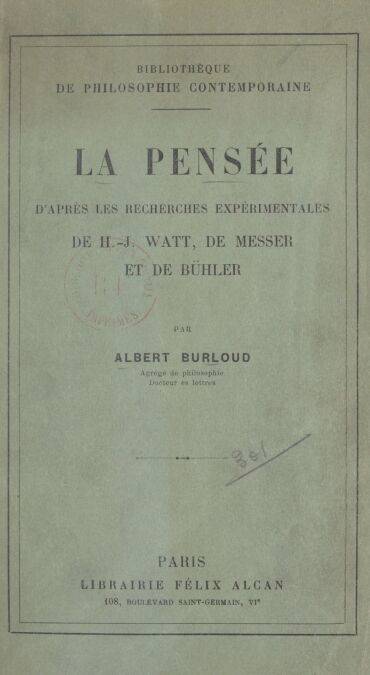 BIBLIOTHÈQUE
DE PHILOSOPHIE CONTEMPORAINE
LA PENSÉE
D'APRÈS LES RECHERCHES EXPÉRIMENTALES
DE H.-J. WATT, DE MESSER
ET DE BÜHLER
PAR
ALBERT BURLOUD
Agrégé de philosophie
Docteur ès lettres
PARIS
LIBRAIRIE FÉLIX ALCAN
108, BOULEVARD SAINT-GERMAIN, VIᵉ